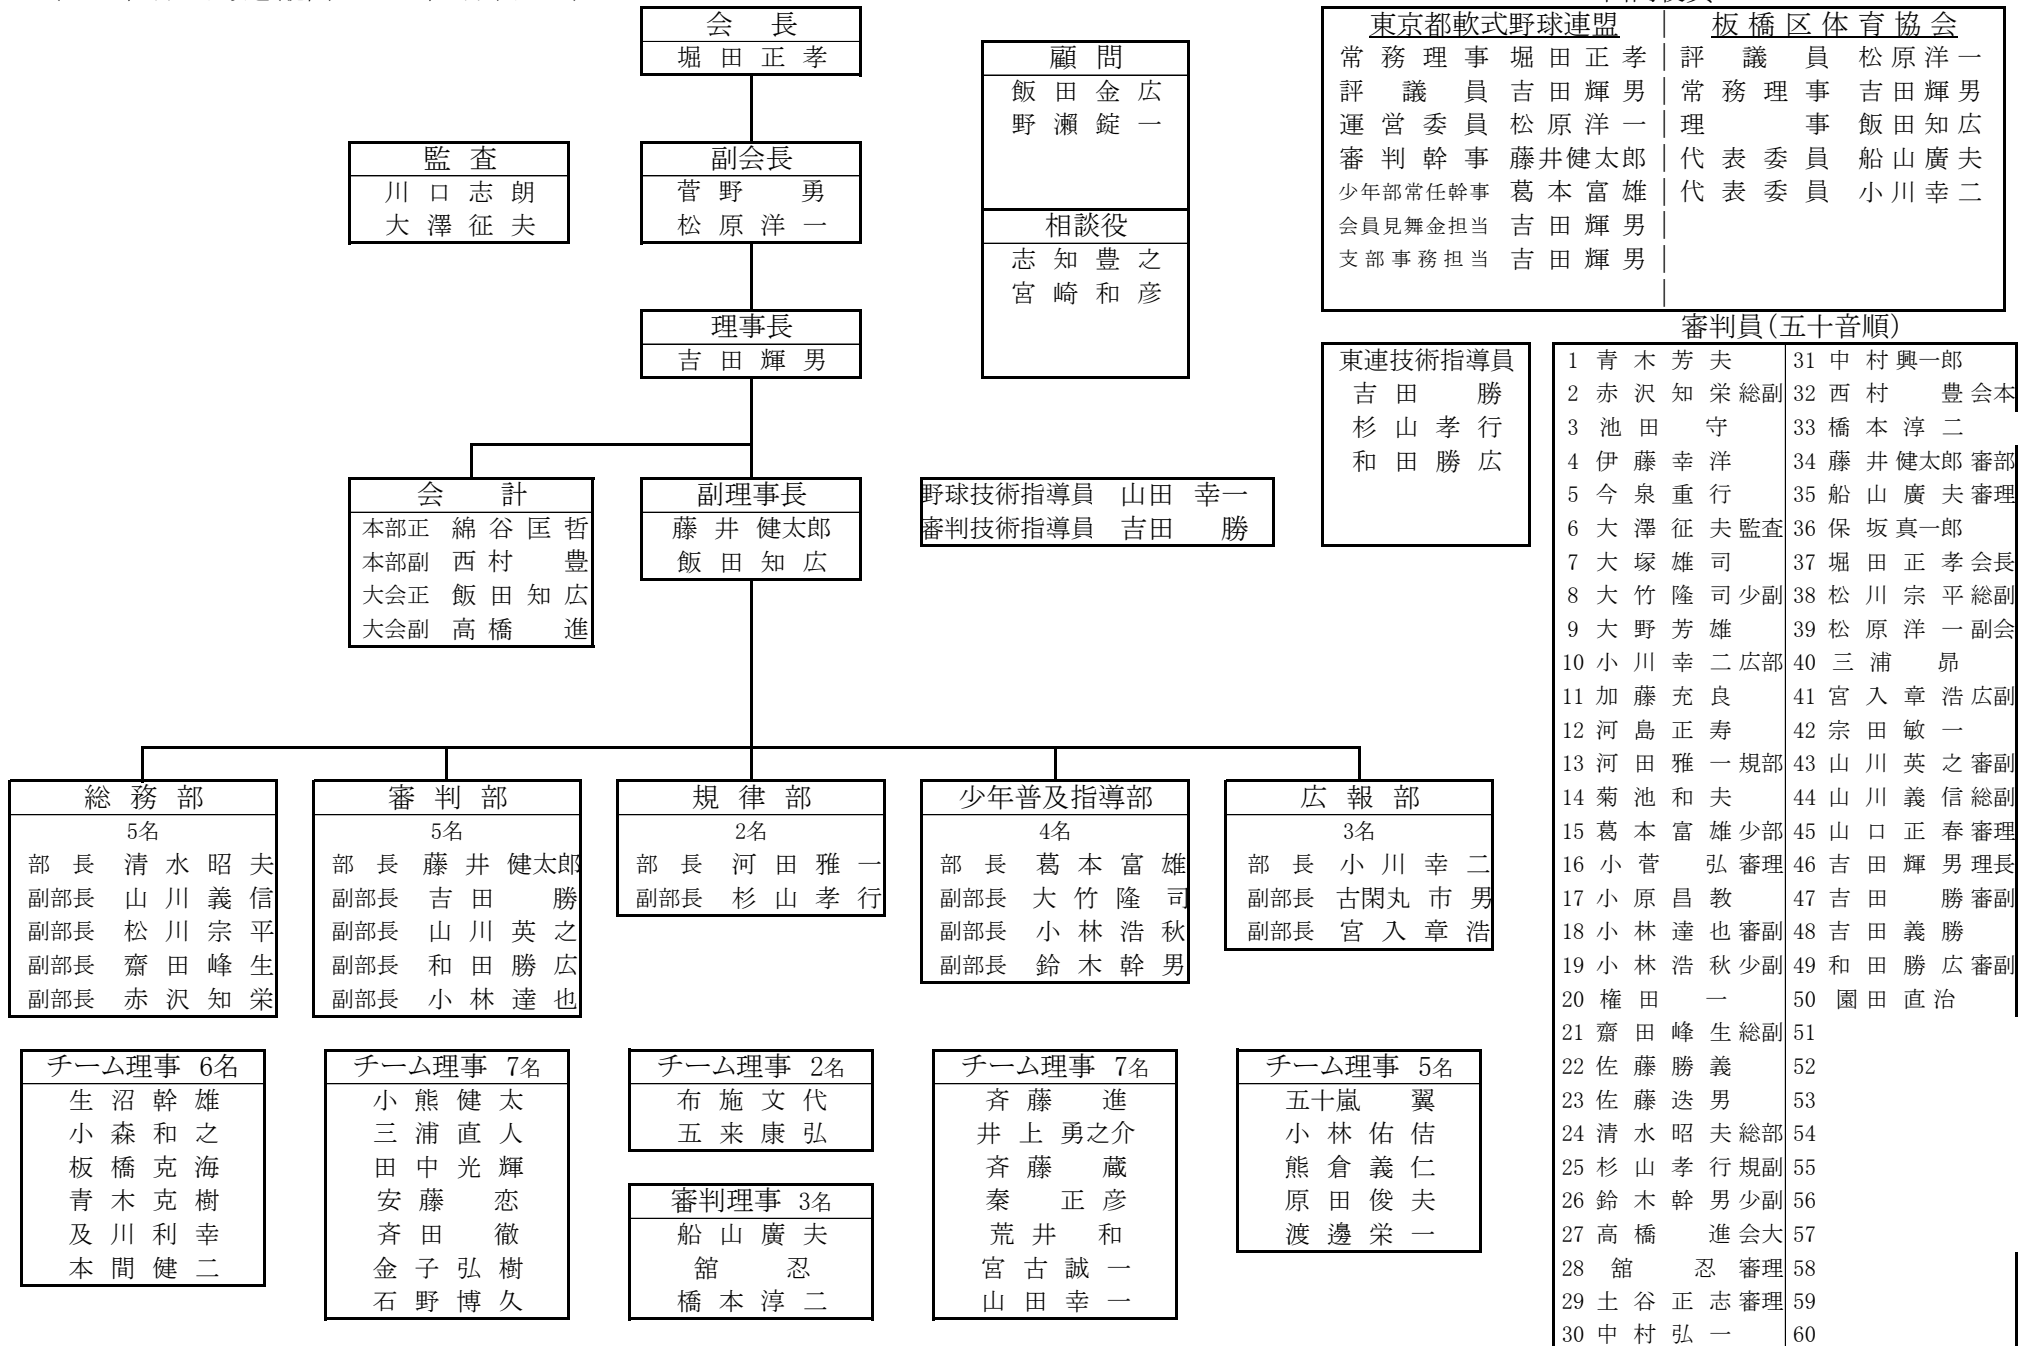 会長
堀田正孝
顧問
飯田金広
野瀬錠一
相談役
志知豊之
宮崎和彦
監査
川口志朗
大澤征夫
副会長
菅野 勇
松原洋一
理事長
吉田輝男
会計
本部正 綿谷匡哲
本部副 西村 豊
大会正 飯田知広
大会副 高橋 進
副理事長
藤井健太郎
飯田知広
野球技術指導員 山田 幸一
審判技術指導員 吉田 勝
東京都軟式野球連盟 | 板橋区体育協会
常務理事 堀田正孝 | 評議員 松原洋一
評議員 吉田輝男 | 常務理事 吉田輝男
運営委員 松原洋一 | 理事 飯田知広
審判幹事 藤井健太郎 | 代表委員 船山廣夫
少年部常任幹事 葛本富雄 | 代表委員 小川幸二
会員見舞金担当 吉田輝男 |
支部事務担当 吉田輝男 |
東連技術指導員
吉田 勝
杉山孝行
和田勝広
審判員(五十音順)
1 青木芳夫 31 中村興一郎
2 赤沢知栄 総副 32 西村 豊 会本
3 池田 守 33 橋本淳二
4 伊藤幸洋 34 藤井健太郎 審部
5 今泉重行 35 船山廣夫 審理
6 大澤征夫 監査 36 保坂真一郎
7 大塚雄司 37 堀田正孝 会長
8 大竹隆司 少副 38 松川宗平 総副
9 大野芳雄 39 松原洋一 副会
10 小川幸二 広部 40 三浦 昴
11 加藤充良 41 宮入章浩 広副
12 河島正寿 42 宗田敏一
13 河田雅一 規部 43 山川英之 審副
14 菊池和夫 44 山川義信 総副
15 葛本富雄 少部 45 山口正春 審理
16 小菅 弘 審理 46 吉田輝男 理長
17 小原昌教 47 吉田 勝 審副
18 小林達也 審副 48 吉田義勝
19 小林浩秋 少副 49 和田勝広 審副
20 権田 一 50 園田直治
21 齋田峰生 総副 51
22 佐藤勝義 52
23 佐藤迭男 53
24 清水昭夫 総部 54
25 杉山孝行 規副 55
26 鈴木幹男 少副 56
27 高橋 進 会大 57
28 舘 忍 審理 58
29 土谷正志 審理 59
30 中村弘一 60
総務部
5名
部長 清水昭夫
副部長 山川義信
副部長 松川宗平
副部長 齋田峰生
副部長 赤沢知栄
審判部
5名
部長 藤井健太郎
副部長 吉田 勝
副部長 山川英之
副部長 和田勝広
副部長 小林達也
規律部
2名
部長 河田雅一
副部長 杉山孝行
少年普及指導部
4名
部長 葛本富雄
副部長 大竹隆司
副部長 小林浩秋
副部長 鈴木幹男
広報部
3名
部長 小川幸二
副部長 古閑丸市男
副部長 宮入章浩
チーム理事 6名
生沼幹雄
小森和之
板橋克海
青木克樹
及川利幸
本間健二
チーム理事 7名
小熊健太
三浦直人
田中光輝
安藤 恋
斉田 徹
金子弘樹
石野博久
チーム理事 2名
布施文代
五来康弘
審判理事 3名
船山廣夫
舘 忍
橋本淳二
チーム理事 7名
斉藤 進
井上勇之介
斉藤 蔵
秦 正彦
荒井 和
宮古誠一
山田幸一
チーム理事 5名
五十嵐 翼
小林佑佶
熊倉義仁
原田俊夫
渡邊栄一